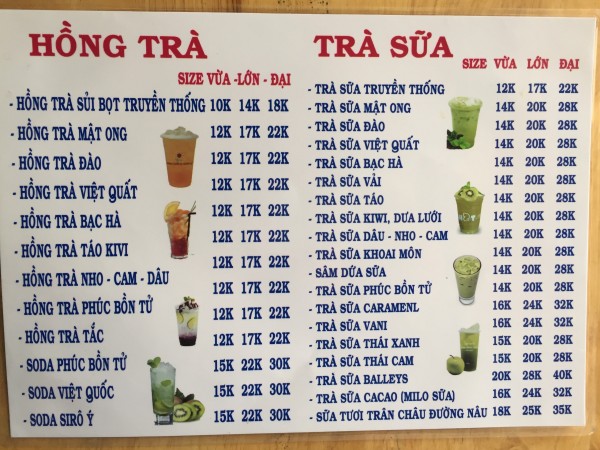 HỒNG TRÀ
SIZE VỪA -LỚN - ĐẠI
- HỒNG TRÀ SỦI BỌT TRUYỀN THỐNG 10K 14K 18K
- HỒNG TRÀ MẬT ONG 12K 17K 22K
- HỒNG TRÀ ĐÀO 12K 17K 22K
- HỒNG TRÀ VIỆT QUẤT 12K 17K 22K
- HỒNG TRÀ BẠC HÀ 12K 17K 22K
- HỒNG TRÀ TÁO KIVI 12K 17K 22K
- HỒNG TRÀ NHO - CAM - DÂU 12K 17K 22K
- HỒNG TRÀ PHÚC BỒN TỬ 12K 17K 22K
- HỒNG TRÀ TẮC 12K 17K 22K
- SODA PHÚC BỒN TỬ 15K 22K 30K
- SODA VIỆT QUỐC 15K 22K 30K
- SODA SIRÔ Ý 15K 22K 30K
TRÀ SỮA
SIZE VỪA LỚN ĐẠI
- TRÀ SỮA TRUYỀN THỐNG 12K 17K 22K
- TRÀ SỮA MẬT ONG 14K 20K 28K
- TRÀ SỮA ĐÀO 14K 20K 28K
- TRÀ SỮA VIỆT QUẤT 14K 20K 28K
- TRÀ SỮA BẠC HÀ 14K 20K 28K
- TRÀ SỮA VẢI 14K 20K 28K
- TRÀ SỮA TÁO 14K 20K 28K
- TRÀ SỮA KIWI, DƯA LƯỚI 14K 20K 28K
- TRÀ SỮA DÂU - NHO - CAM 14K 20K 28K
- TRÀ SỮA KHOAI MÔN 14K 20K 28K
- SÂM DỨA SỮA 14K 20K 28K
- TRÀ SỮA PHÚC BỒN TỬ 14K 20K 28K
- TRÀ SỮA CARAMENL 16K 24K 32K
- TRÀ SỮA VANI 16K 24K 32K
- TRÀ SỮA THÁI XANH 15K 20K 28K
- TRÀ SỮA THÁI CAM 15K 20K 28K
- TRÀ SỮA BALLEYS 20K 28K 40K
- TRÀ SỮA CACAO (MILO SỮA) 16K 24K 32K
- SỮA TƯƠI TRÂN CHÂU ĐƯỜNG NÂU 18K 25K 35K